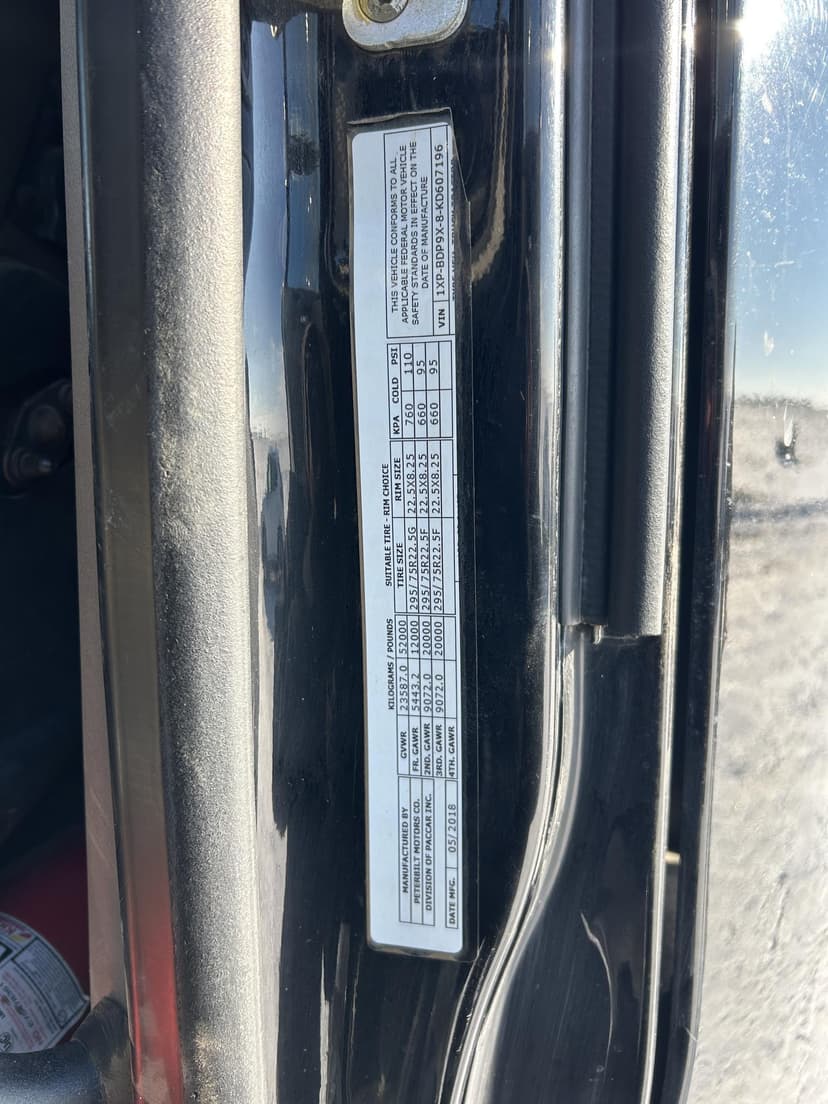 MANUFACTURED BY
PETERBILT MOTORS CO.
DIVISION OF PACCAR INC.
DATE MFG. 05/2018
KILOGRAMS / POUNDS
GVWR 23587.0 52000
FR. GAWR 5443.2 12000
2ND. GAWR 9072.0 20000
3RD. GAWR 9072.0 20000
4TH. GAWR
SUITABLE TIRE - RIM CHOICE
TIRE SIZE RIM SIZE KPA COLD PSI
295/75R22.5G 22.5X8.25 760 110
295/75R22.5F 22.5X8.25 660 95
295/75R22.5F 22.5X8.25 660 95
THIS VEHICLE CONFORMS TO ALL
APPLICABLE FEDERAL MOTOR VEHICLE
SAFETY STANDARDS IN EFFECT ON THE
DATE OF MANUFACTURE
VIN 1XP-BDP9X-8-KD607196